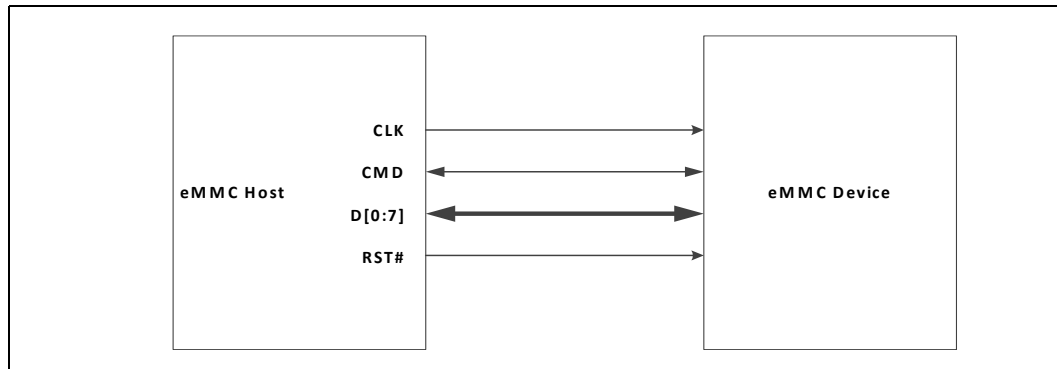 CLK
CMD
eMMC Host
eMMC Device
D[0:7]
RST#